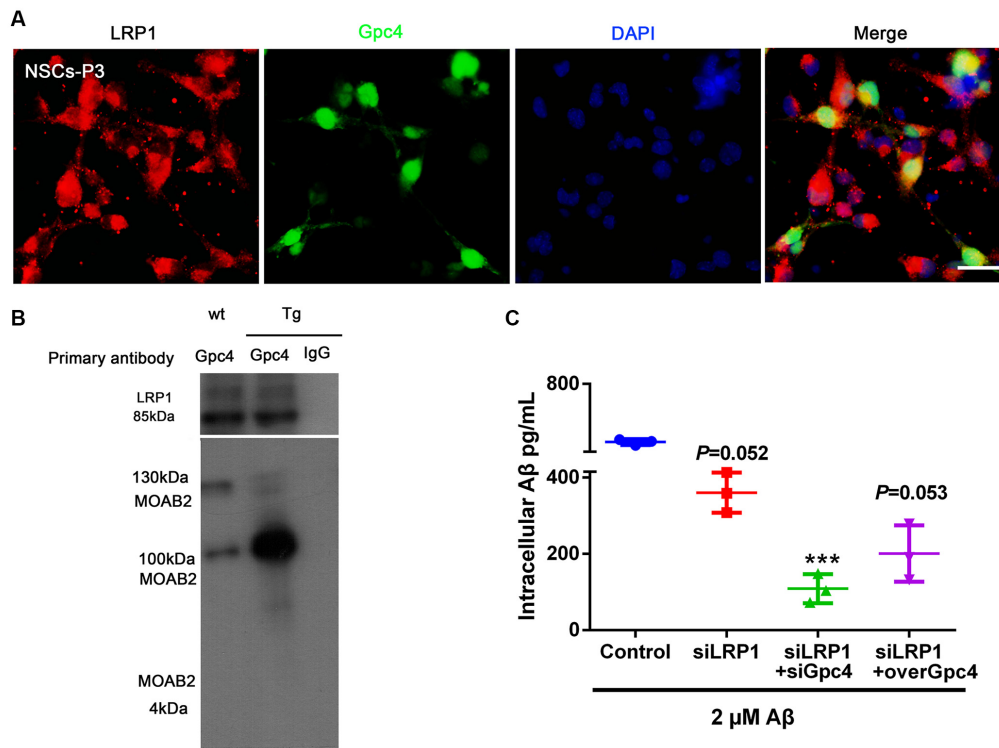 A
LRP1
Gpc4
DAPI
Merge
NSCs-P3
B
wt
Tg
Primary antibody
Gpc4
Gpc4
IgG
LRP1
85kDa
130kDa
MOAB2
100kDa
MOAB2
MOAB2
4kDa
C
Intracellular Aβ pg/mL
800
400
200
0
P=0.052
***
P=0.053
Control
siLRP1
siLRP1
+siGpc4
siLRP1
+overGpc4
2 μM Aβ